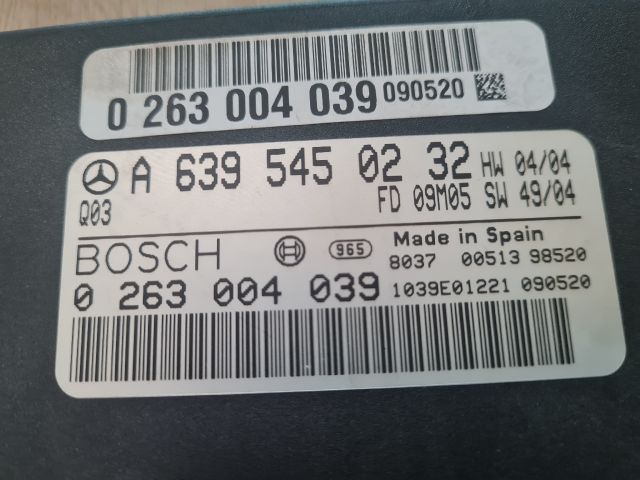 0 263 004 039 090520
A 639 545 02 32 HW 04/04
Q03 FD 09M05 SW 49/04
BOSCH 965 Made in Spain
8037 00513 98520
0 263 004 039 1039E01221 090520